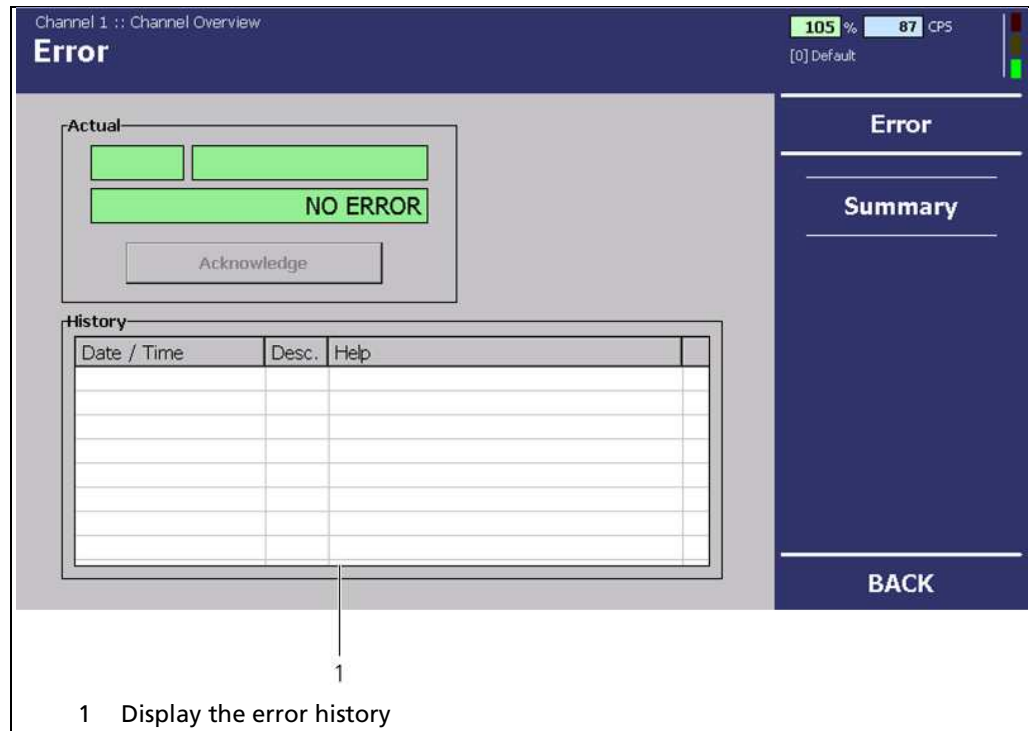 Channel 1 :: Channel Overview
Error
105 % 87 CPS
[0] Default
Actual
NO ERROR
Acknowledge
History
Date / Time Desc. Help
Error
Summary
BACK
1
1 Display the error history